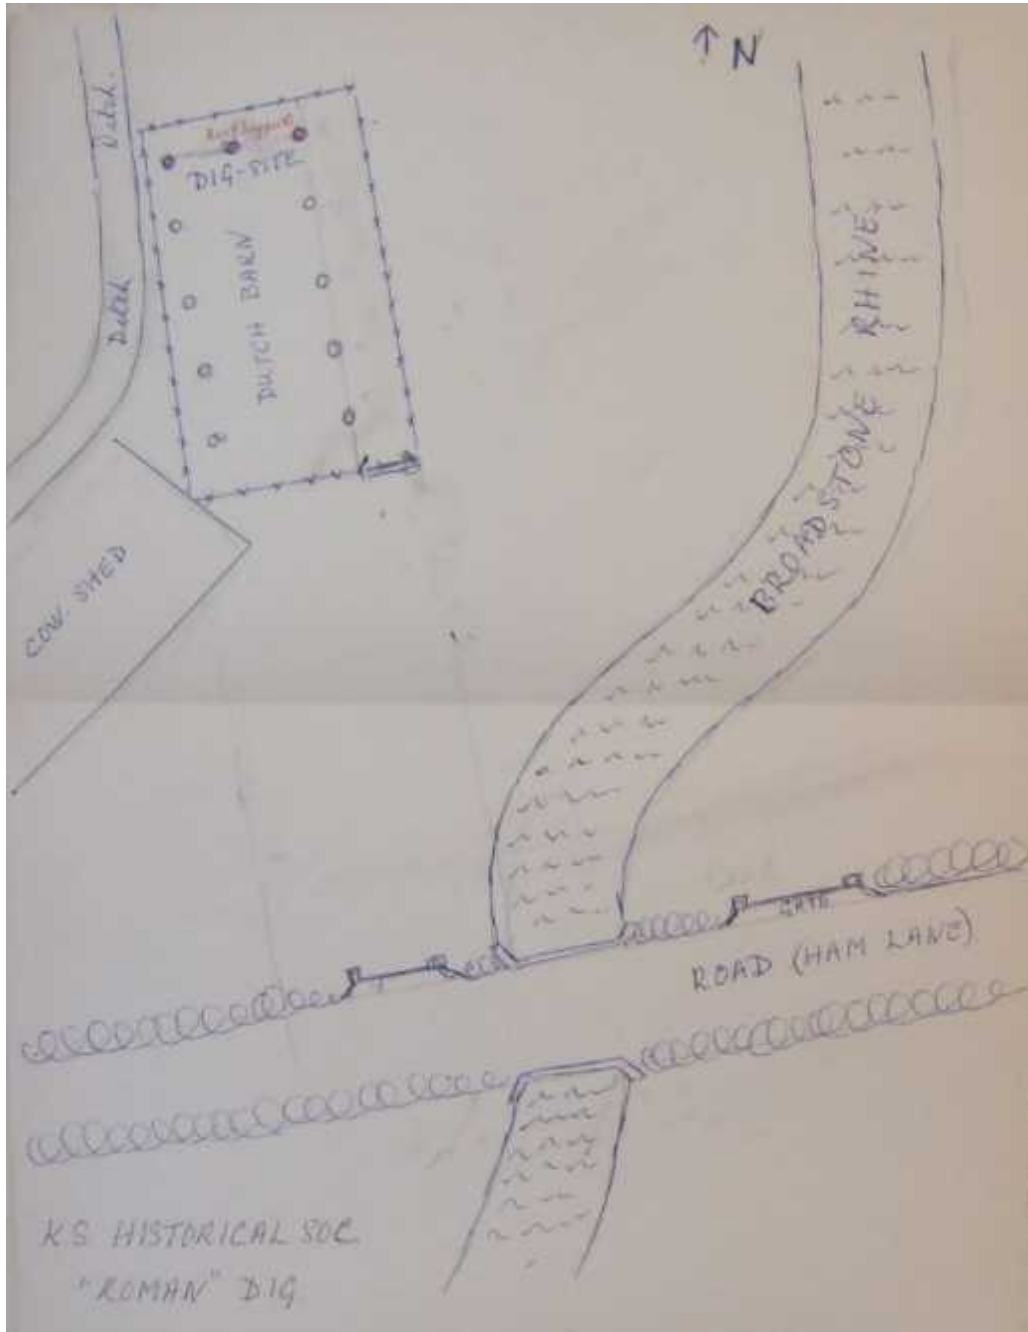 ↑ N
Ditch.
DIG-SITE
Ditch
DUTCH BARN
BROADSTONE RHINE
COW. SHED
GATE
ROAD (HAM LANE).
K.S HISTORICAL SOC.
"ROMAN" DIG